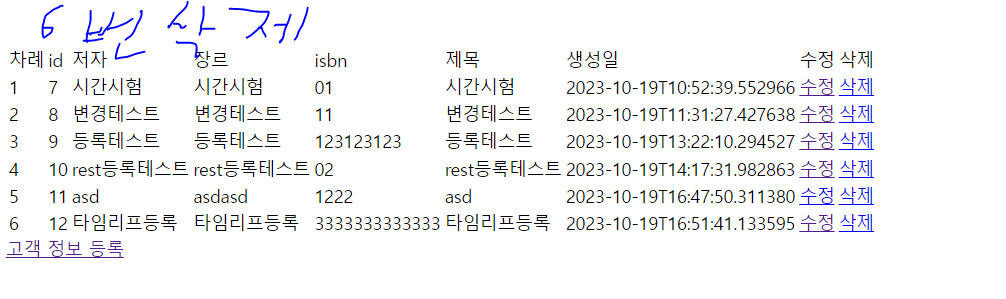 6번 삭제
차례 id 저자 장르 isbn 제목 생성일 수정 삭제
1 7 시간시험 시간시험 01 시간시험 2023-10-19T10:52:39.552966 수정 삭제
2 8 변경테스트 변경테스트 11 변경테스트 2023-10-19T11:31:27.427638 수정 삭제
3 9 등록테스트 등록테스트 123123123 등록테스트 2023-10-19T13:22:10.294527 수정 삭제
4 10 rest등록테스트 rest등록테스트 02 rest등록테스트 2023-10-19T14:17:31.982863 수정 삭제
5 11 asd asdasd 1222 asd 2023-10-19T16:47:50.311380 수정 삭제
6 12 타임리프등록 타임리프등록 3333333333333 타임리프등록 2023-10-19T16:51:41.133595 수정 삭제
고객 정보 등록